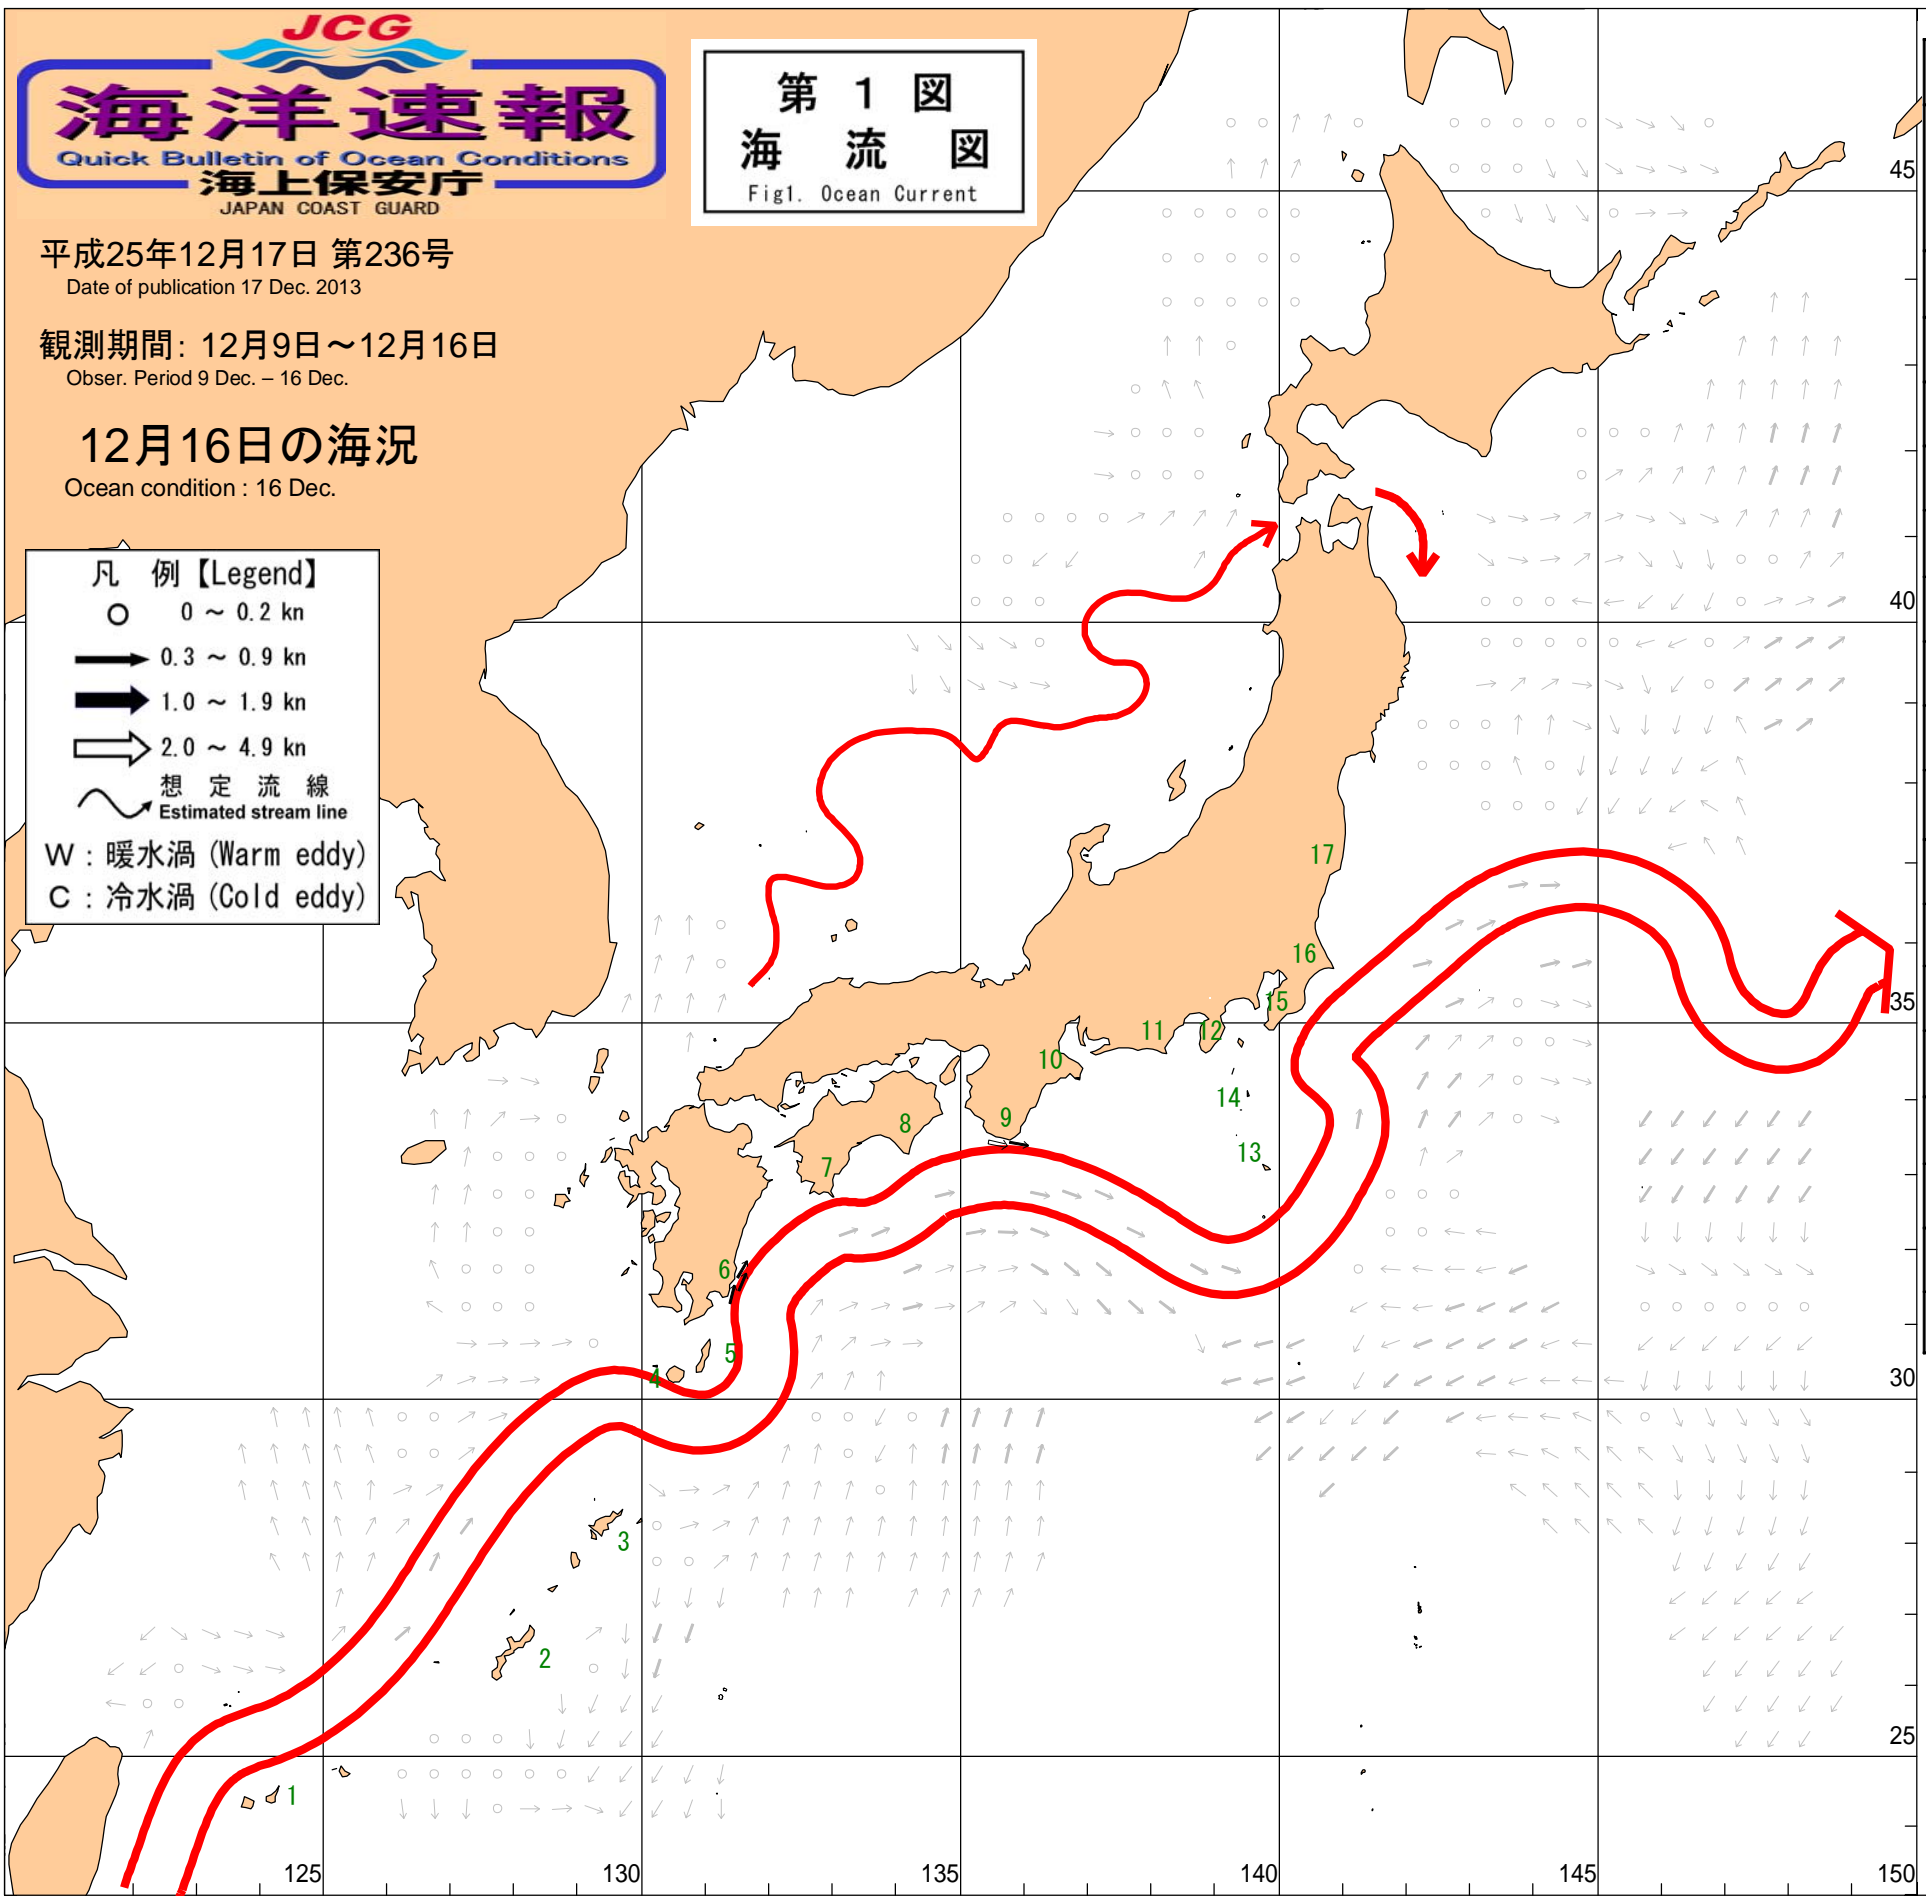 JCG
海洋速報
Quick Bulletin of Ocean Conditions
海上保安庁
JAPAN COAST GUARD
第 1 図
海 流 図
Fig1. Ocean Current
平成25年12月17日 第236号
Date of publication 17 Dec. 2013
観測期間: 12月9日~12月16日
Obser. Period 9 Dec. – 16 Dec.
12月16日の海況
Ocean condition : 16 Dec.
凡 例【Legend】
0 ~ 0.2 kn
0.3 ~ 0.9 kn
1.0 ~ 1.9 kn
2.0 ~ 4.9 kn
想 定 流 線
Estimated stream line
W : 暖水渦 (Warm eddy)
C : 冷水渦 (Cold eddy)
45
40
17
16
35
15
12
11
10
14
9
8
13
7
6
5
4
30
3
2
25
1
125
130
135
140
145
150